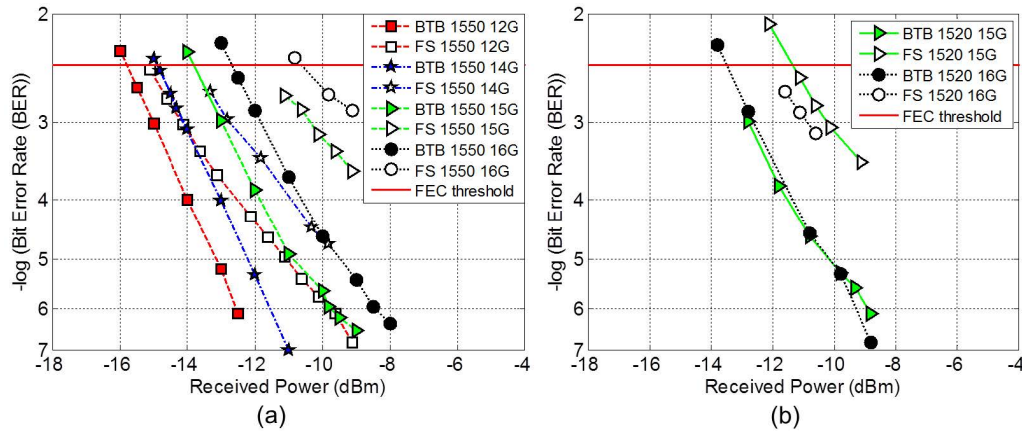 2
3
4
5
6
7
-log (Bit Error Rate (BER))
-18 -16 -14 -12 -10 -8 -6 -4
Received Power (dBm)
BTB 1550 12G
FS 1550 12G
BTB 1550 14G
FS 1550 14G
BTB 1550 15G
FS 1550 15G
BTB 1550 16G
FS 1550 16G
FEC threshold
(a)
2
3
4
5
6
7
-log (Bit Error Rate (BER))
-18 -16 -14 -12 -10 -8 -6 -4
Received Power (dBm)
BTB 1520 15G
FS 1520 15G
BTB 1520 16G
FS 1520 16G
FEC threshold
(b)